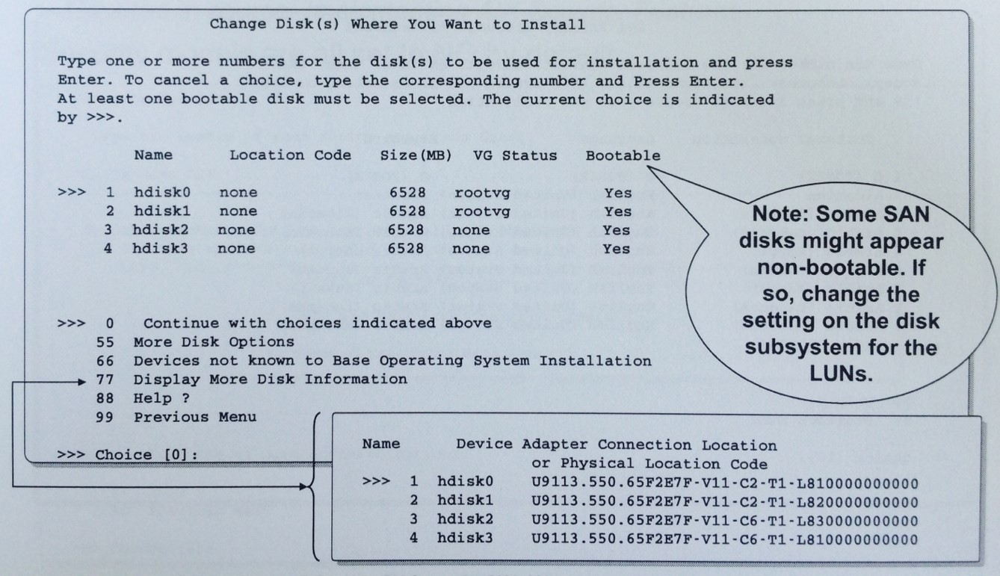 Change Disk(s) Where You Want to Install
Type one or more numbers for the disk(s) to be used for installation and press
Enter. To cancel a choice, type the corresponding number and Press Enter.
At least one bootable disk must be selected. The current choice is indicated
by >>>.
Name Location Code Size(MB) VG Status Bootable
>>> 1 hdisk0 none 6528 rootvg Yes
2 hdisk1 none 6528 rootvg Yes
3 hdisk2 none 6528 none Yes
4 hdisk3 none 6528 none Yes
Note: Some SAN
disks might appear
non-bootable. If
so, change the
setting on the disk
subsystem for the
LUNs.
>>> 0 Continue with choices indicated above
55 More Disk Options
66 Devices not known to Base Operating System Installation
77 Display More Disk Information
88 Help ?
99 Previous Menu
>>> Choice [0]:
Name Device Adapter Connection Location
or Physical Location Code
>>> 1 hdisk0 U9113.550.65F2E7F-V11-C2-T1-L810000000000
2 hdisk1 U9113.550.65F2E7F-V11-C2-T1-L820000000000
3 hdisk2 U9113.550.65F2E7F-V11-C6-T1-L830000000000
4 hdisk3 U9113.550.65F2E7F-V11-C6-T1-L810000000000